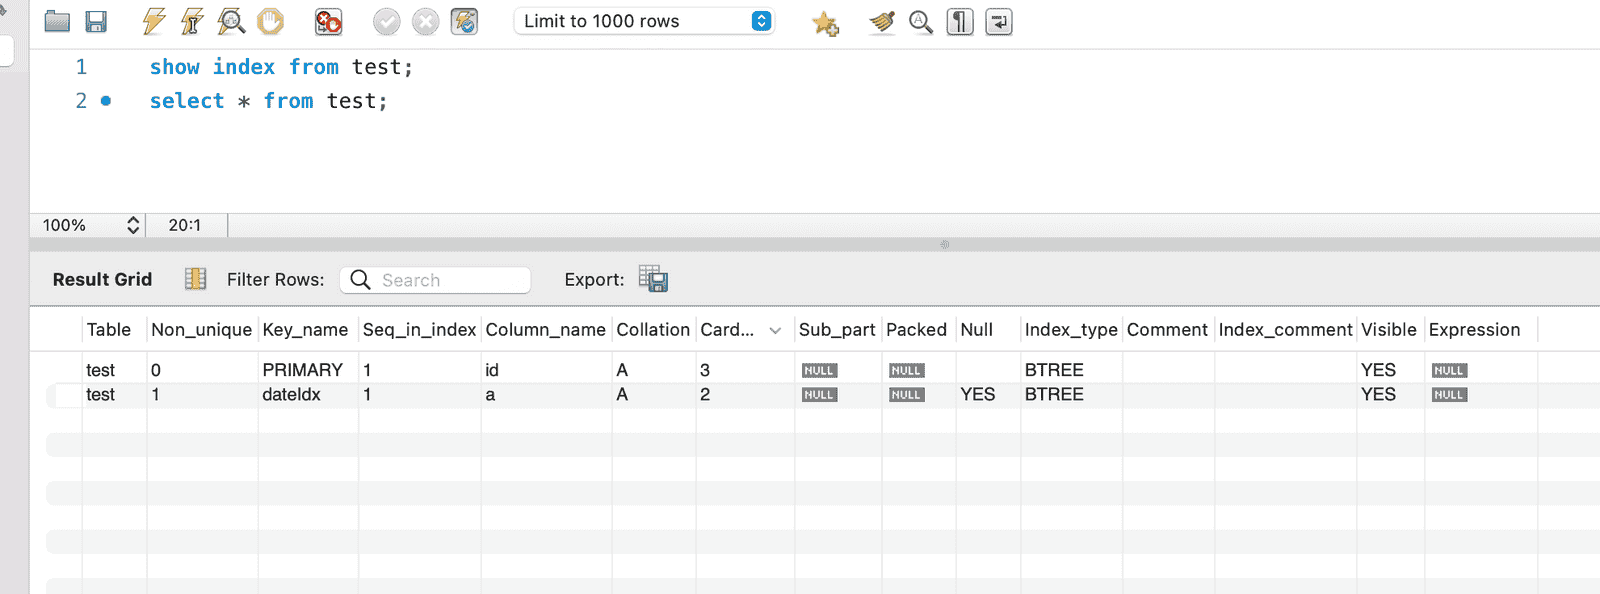 Limit to 1000 rows
1 show index from test;
2 select * from test;
100% 20:1
Result Grid Filter Rows: Search Export:
Table Non_unique Key_name Seq_in_index Column_name Collation Card... Sub_part Packed Null Index_type Comment Index_comment Visible Expression
test 0 PRIMARY 1 id A 3 NULL NULL BTREE YES NULL
test 1 dateIdx 1 a A 2 NULL NULL YES BTREE YES NULL